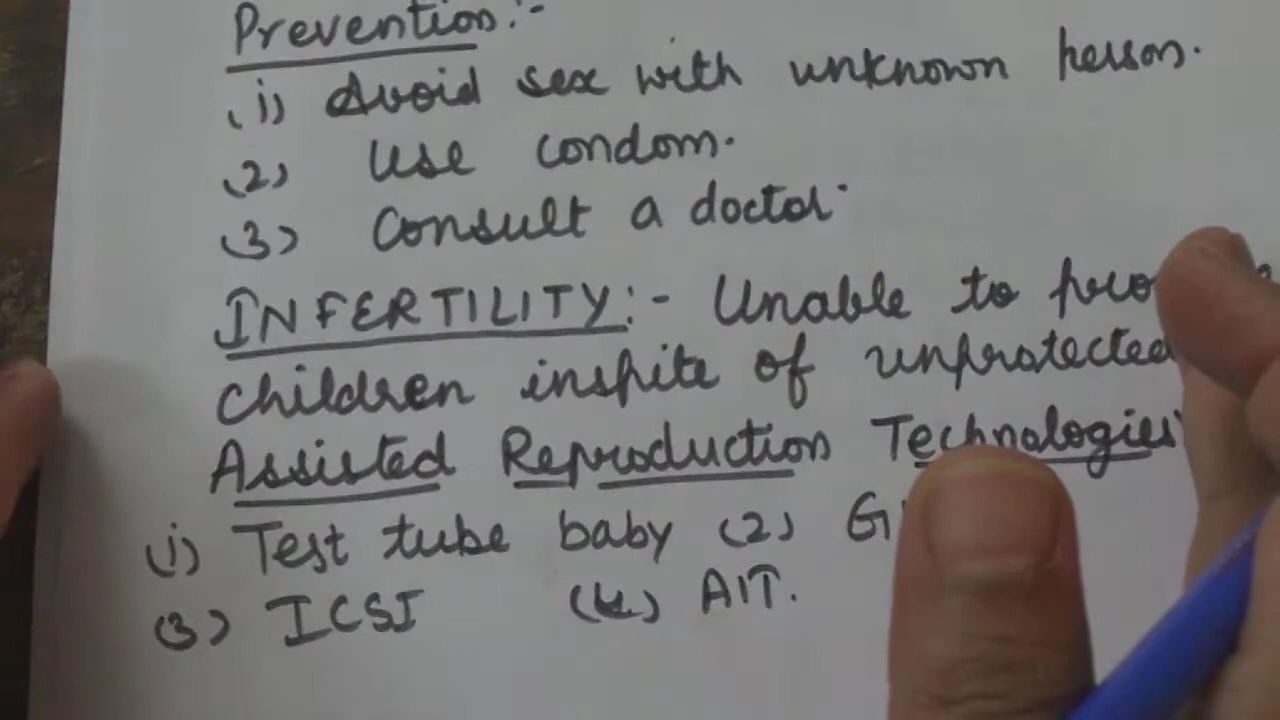 Prevention:-
(i) Avoid sex with unknown person.
(2) Use condom.
(3) Consult a doctor.
INFERTILITY:- Unable to
children inspite of unprotected
Assisted Reproduction Technologies
(i) Test tube baby (2)
(3) ICSI (4) AIT.